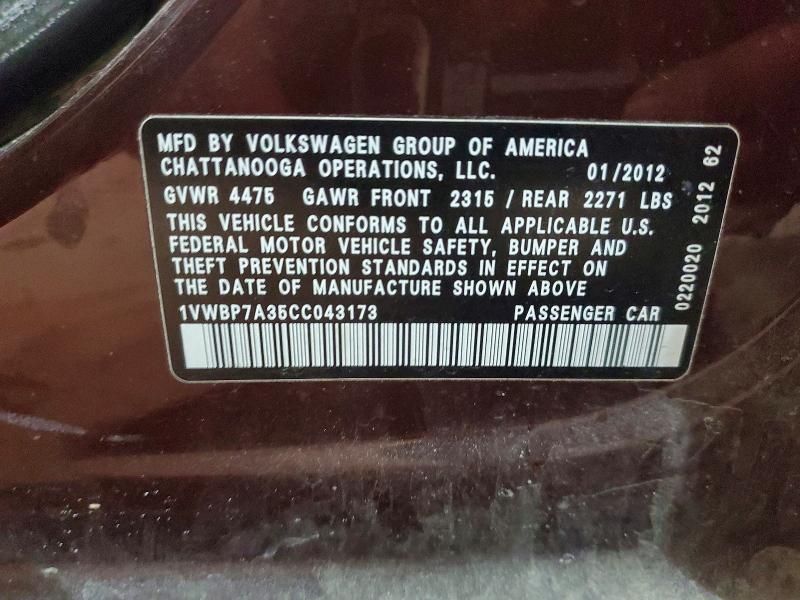 MFD BY VOLKSWAGEN GROUP OF AMERICA
CHATTANOOGA OPERATIONS, LLC. 01/2012
GVWR 4475 GAWR FRONT 2315 / REAR 2271 LBS
THIS VEHICLE CONFORMS TO ALL APPLICABLE U.S.
FEDERAL MOTOR VEHICLE SAFETY, BUMPER AND
THEFT PREVENTION STANDARDS IN EFFECT ON
THE DATE OF MANUFACTURE SHOWN ABOVE
1VWBP7A35CC043173 PASSENGER CAR
0220020 2012 62